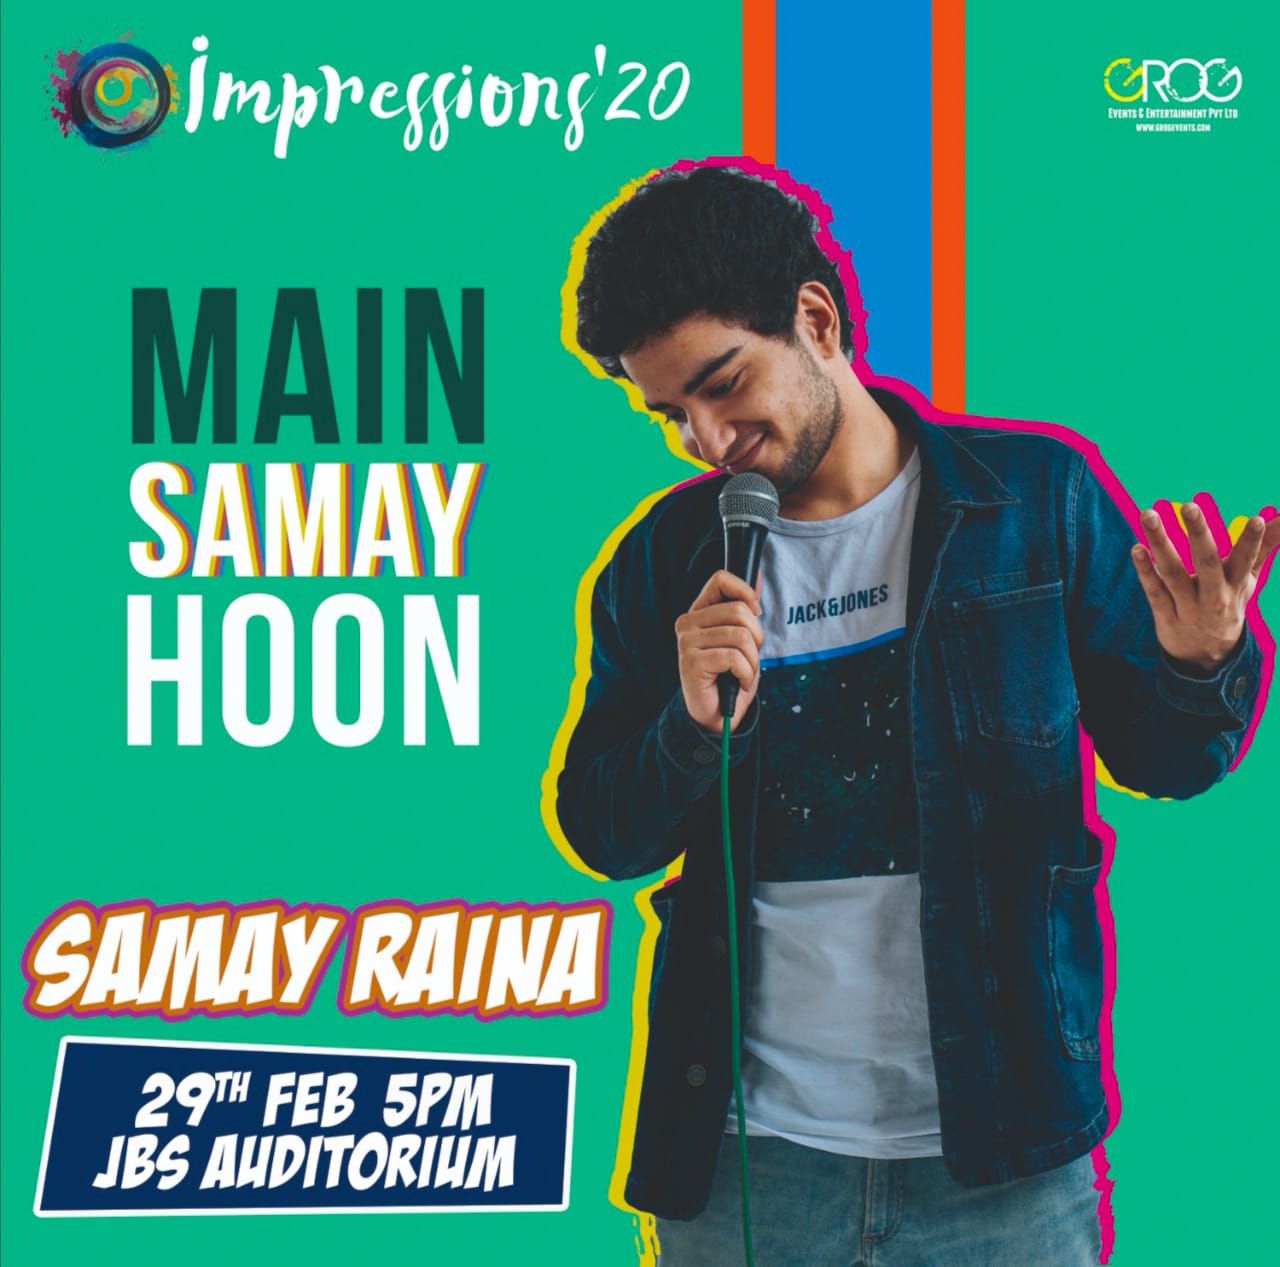 impressions'20
GROG
EVENTS & ENTERTAINMENT PVT LTD
WWW.GROGEVENTS.COM
MAIN
SAMAY
HOON
JACK&JONES
SAMAY RAINA
29TH FEB 5PM
JBS AUDITORIUM